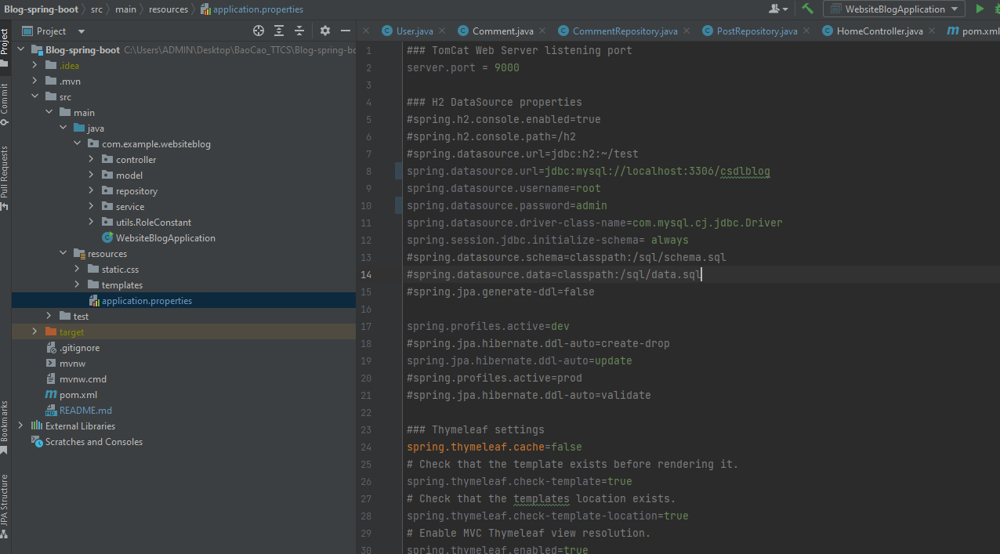 Blog-spring-boot > src > main > resources > application.properties
WebsiteBlogApplication
Project
User.java
Comment.java
CommentRepository.java
PostRepository.java
HomeController.java
pom.xml
Project
Commit
Pull Requests
Bookmarks
JPA Structure
Blog-spring-boot C:\Users\ADMIN\Desktop\BaoCao_TTCS\Blog-spring-bo
.idea
.mvn
src
main
java
com.example.websiteblog
controller
model
repository
service
utils.RoleConstant
WebsiteBlogApplication
resources
static.css
templates
application.properties
test
target
.gitignore
mvnw
mvnw.cmd
pom.xml
README.md
External Libraries
Scratches and Consoles
1 ### TomCat Web Server listening port
2 server.port = 9000
3
4 ### H2 DataSource properties
5 #spring.h2.console.enabled=true
6 #spring.h2.console.path=/h2
7 #spring.datasource.url=jdbc:h2:~/test
8 spring.datasource.url=jdbc:mysql://localhost:3306/csdlblog
9 spring.datasource.username=root
10 spring.datasource.password=admin
11 spring.datasource.driver-class-name=com.mysql.cj.jdbc.Driver
12 spring.session.jdbc.initialize-schema= always
13 #spring.datasource.schema=classpath:/sql/schema.sql
14 #spring.datasource.data=classpath:/sql/data.sql
15 #spring.jpa.generate-ddl=false
16
17 spring.profiles.active=dev
18 #spring.jpa.hibernate.ddl-auto=create-drop
19 spring.jpa.hibernate.ddl-auto=update
20 #spring.profiles.active=prod
21 #spring.jpa.hibernate.ddl-auto=validate
22
23 ### Thymeleaf settings
24 spring.thymeleaf.cache=false
25 # Check that the template exists before rendering it.
26 spring.thymeleaf.check-template=true
27 # Check that the templates location exists.
28 spring.thymeleaf.check-template-location=true
29 # Enable MVC Thymeleaf view resolution.
30 spring.thymeleaf.enabled=true